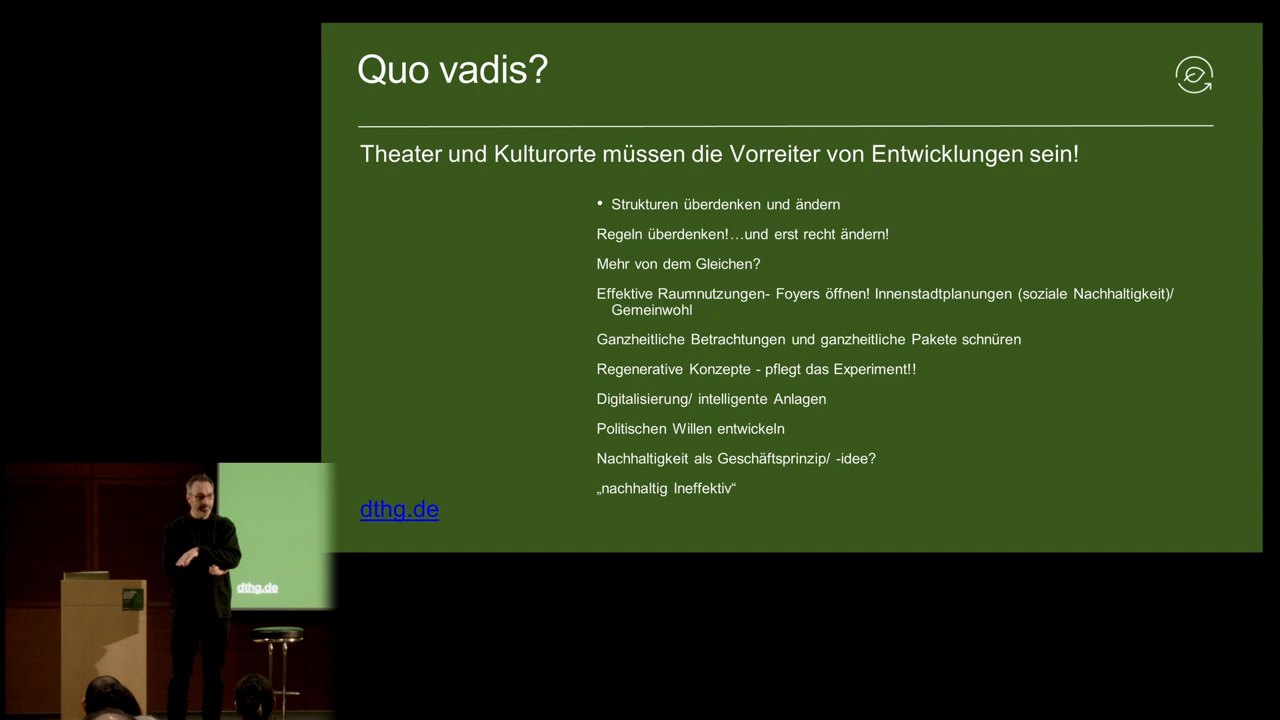 Quo vadis?
Theater und Kulturorte müssen die Vorreiter von Entwicklungen sein!
• Strukturen überdenken und ändern
Regeln überdenken!…und erst recht ändern!
Mehr von dem Gleichen?
Effektive Raumnutzungen- Foyers öffnen! Innenstadtplanungen (soziale Nachhaltigkeit)/
Gemeinwohl
Ganzheitliche Betrachtungen und ganzheitliche Pakete schnüren
Regenerative Konzepte - pflegt das Experiment!!
Digitalisierung/ intelligente Anlagen
Politischen Willen entwickeln
Nachhaltigkeit als Geschäftsprinzip/ -idee?
„nachhaltig Ineffektiv“
dthg.de
dthg.de